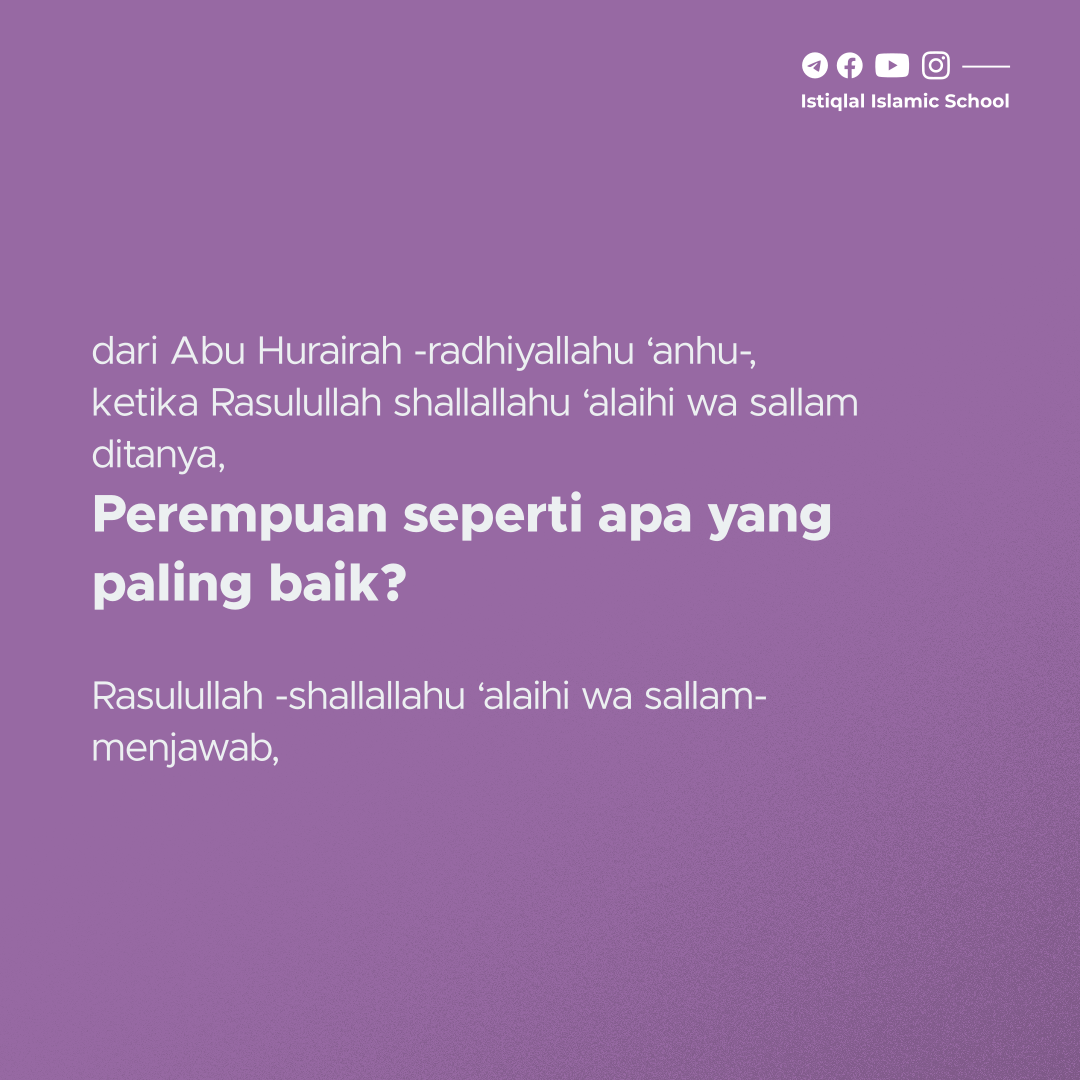 Istiqlal Islamic School
dari Abu Hurairah -radhiyallahu ‘anhu-,
ketika Rasulullah shallallahu ‘alaihi wa sallam
ditanya,
Perempuan seperti apa yang
paling baik?
Rasulullah -shallallahu ‘alaihi wa sallam-
menjawab,